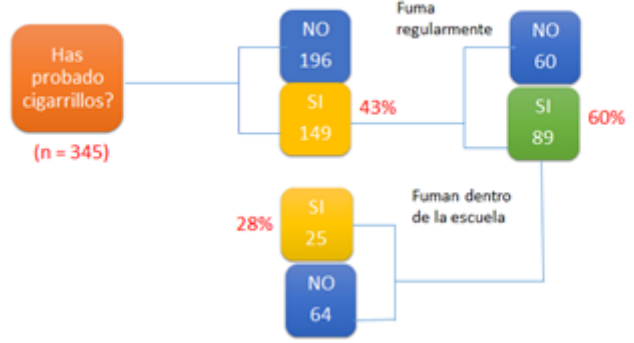 Has
probado
cigarrillos?
(n = 345)
NO
196
SI
149
43%
Fuma
regularmente
NO
60
SI
89
60%
Fuman dentro
de la escuela
28%
SI
25
NO
64